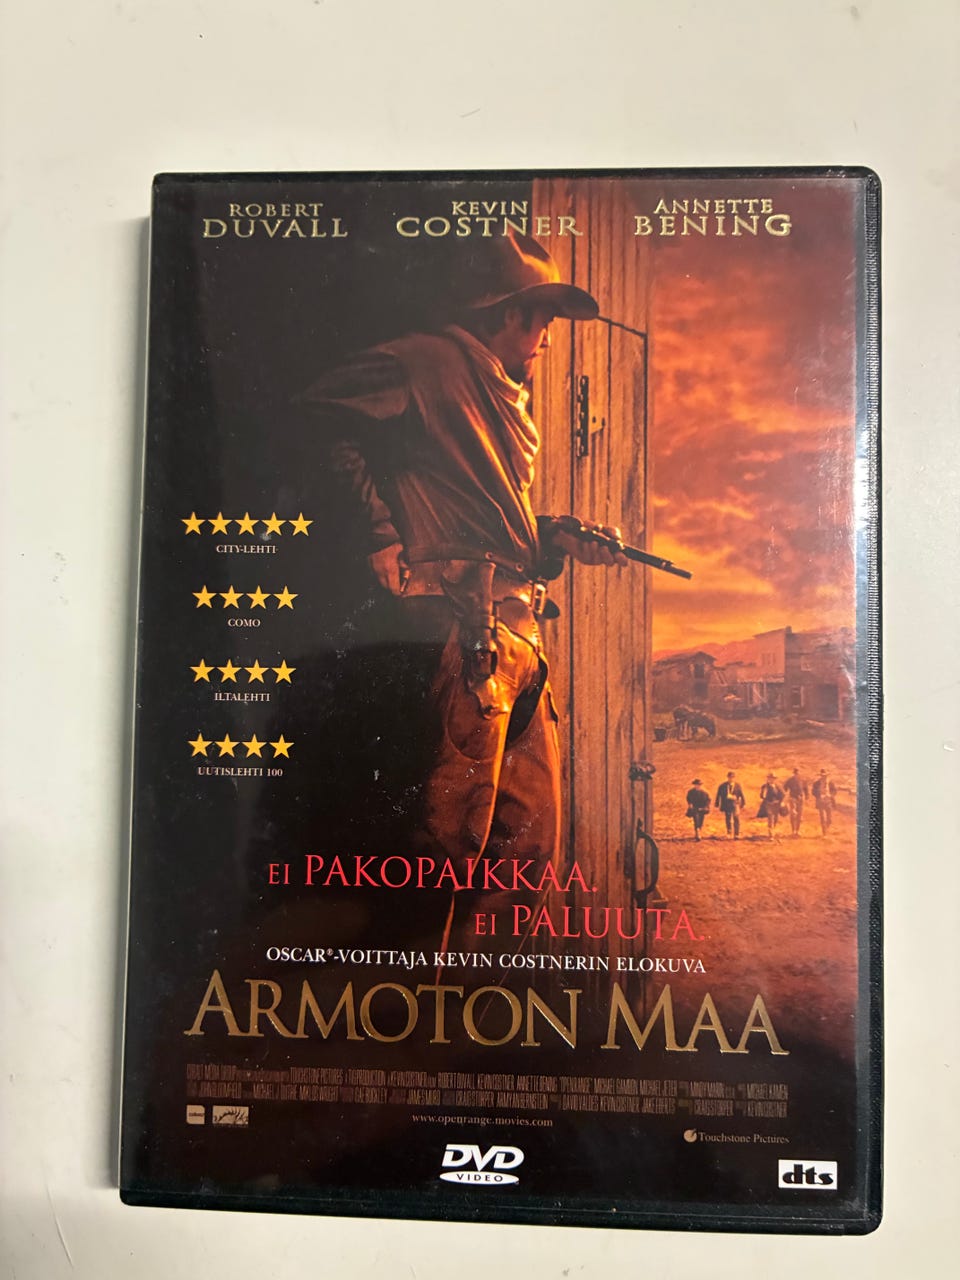 ROBERT DUVALL
KEVIN COSTNER
ANNETTE BENING
CITY-LEHTI
COMO
ILTALEHTI
UUTISLEHTI 100
EI PAKOPAIKKAA.
EI PALUUTA.
OSCAR®-VOITTAJA KEVIN COSTNERIN ELOKUVA
ARMOTON MAA
www.openrange.movies.com
Touchstone Pictures
DVD
VIDEO
dts